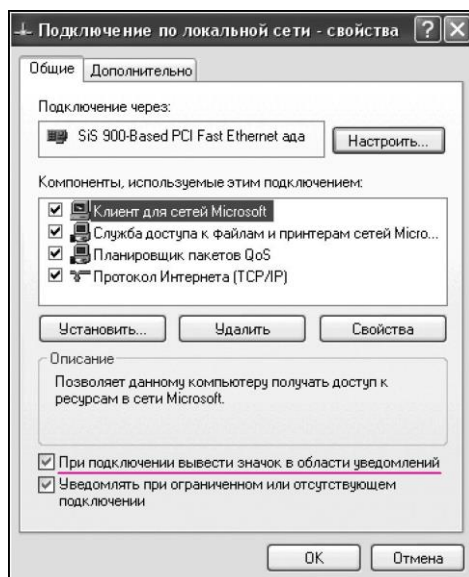 Подключение по локальной сети - свойства
Общие
Дополнительно
Подключение через:
SiS 900-Based PCI Fast Ethernet ада
Настроить...
Компоненты, используемые этим подключением:
Клиент для сетей Microsoft
Служба доступа к файлам и принтерам сетей Micro...
Планировщик пакетов QoS
Протокол Интернета (TCP/IP)
Установить...
Удалить
Свойства
Описание
Позволяет данному компьютеру получать доступ к
ресурсам в сети Microsoft.
При подключении вывести значок в области уведомлений
Уведомлять при ограниченном или отсутствующем
подключении
OK
Отмена